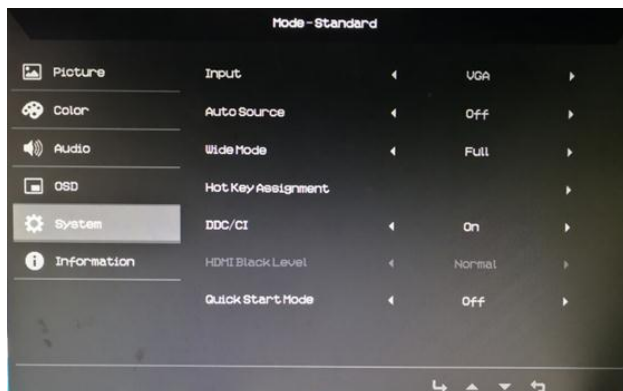 Mode-Standard
Picture
Input VGA
Color
Auto Source Off
Audio
Wide Mode Full
OSD
Hot Key Assignment
System
DDC/CI On
Information
HDMI Black Level Normal
Quick Start Mode Off